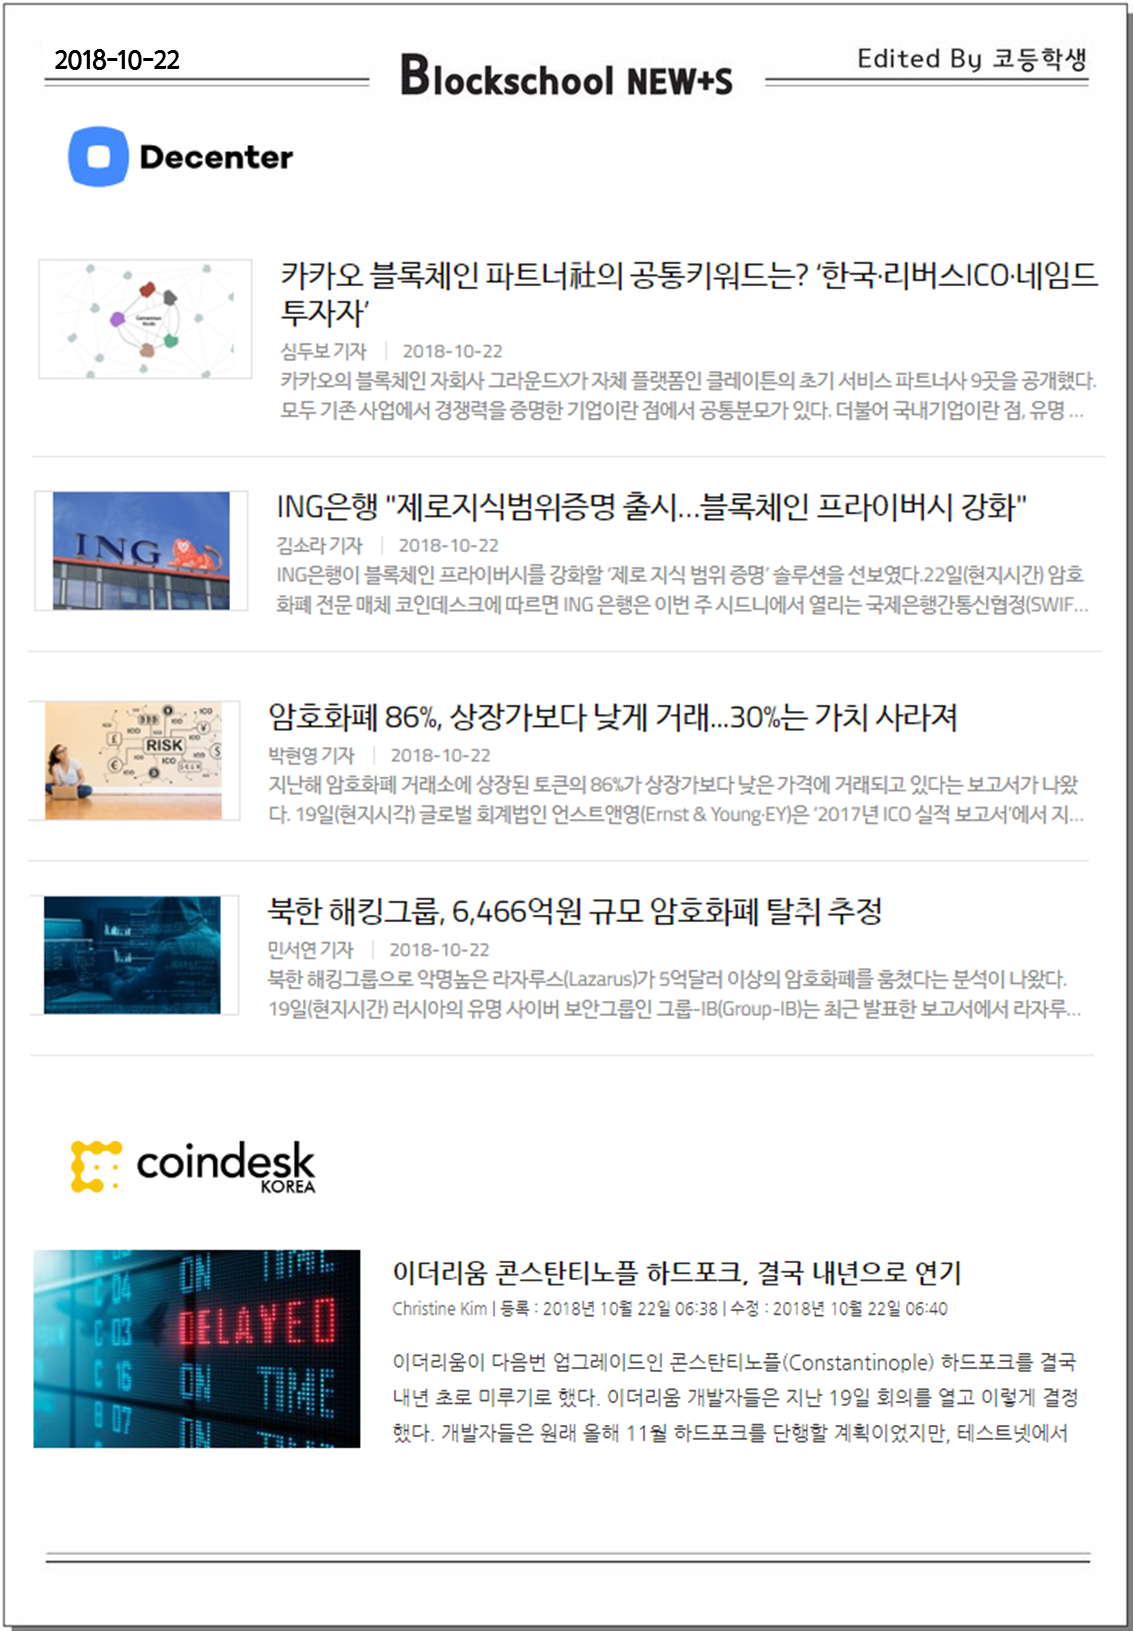 2018-10-22
Blockschool NEW+S
Edited By 코등학생
Decenter
카카오 블록체인 파트너社의 공통키워드는? ‘한국·리버스ICO·네임드
투자자’
심두보 기자 | 2018-10-22
카카오의 블록체인 자회사 그라운드X가 자체 플랫폼인 클레이튼의 초기 서비스 파트너사 9곳을 공개했다.
모두 기존 사업에서 경쟁력을 증명한 기업이란 점에서 공통분모가 있다. 더불어 국내기업이란 점, 유명 ...
ING
ING은행 "제로지식범위증명 출시...블록체인 프라이버시 강화"
김소라 기자 | 2018-10-22
ING은행이 블록체인 프라이버시를 강화할 ‘제로 지식 범위 증명’ 솔루션을 선보였다.22일(현지시간) 암호
화폐 전문 매체 코인데스크에 따르면 ING 은행은 이번 주 시드니에서 열리는 국제은행간통신협정(SWIF...
RISK
ICO
ICO
ICO
ICO
암호화폐 86%, 상장가보다 낮게 거래...30%는 가치 사라져
박현영 기자 | 2018-10-22
지난해 암호화폐 거래소에 상장된 토큰의 86%가 상장가보다 낮은 가격에 거래되고 있다는 보고서가 나왔
다. 19일(현지시각) 글로벌 회계법인 언스트앤영(Ernst & Young·EY)은 ‘2017년 ICO 실적 보고서’에서 지...
북한 해킹그룹, 6,466억원 규모 암호화폐 탈취 추정
민서연 기자 | 2018-10-22
북한 해킹그룹으로 악명높은 라자루스(Lazarus)가 5억달러 이상의 암호화폐를 훔쳤다는 분석이 나왔다.
19일(현지시간) 러시아의 유명 사이버 보안그룹인 그룹-IB(Group-IB)는 최근 발표한 보고서에서 라자루...
coindesk
KOREA
ON TIME
C 04
C 03 DELAYED
C 16 ON TIME
B 07
이더리움 콘스탄티노플 하드포크, 결국 내년으로 연기
Christine Kim | 등록 : 2018년 10월 22일 06:38 | 수정 : 2018년 10월 22일 06:40
이더리움이 다음번 업그레이드인 콘스탄티노플(Constantinople) 하드포크를 결국
내년 초로 미루기로 했다. 이더리움 개발자들은 지난 19일 회의를 열고 이렇게 결정
했다. 개발자들은 원래 올해 11월 하드포크를 단행할 계획이었지만, 테스트넷에서